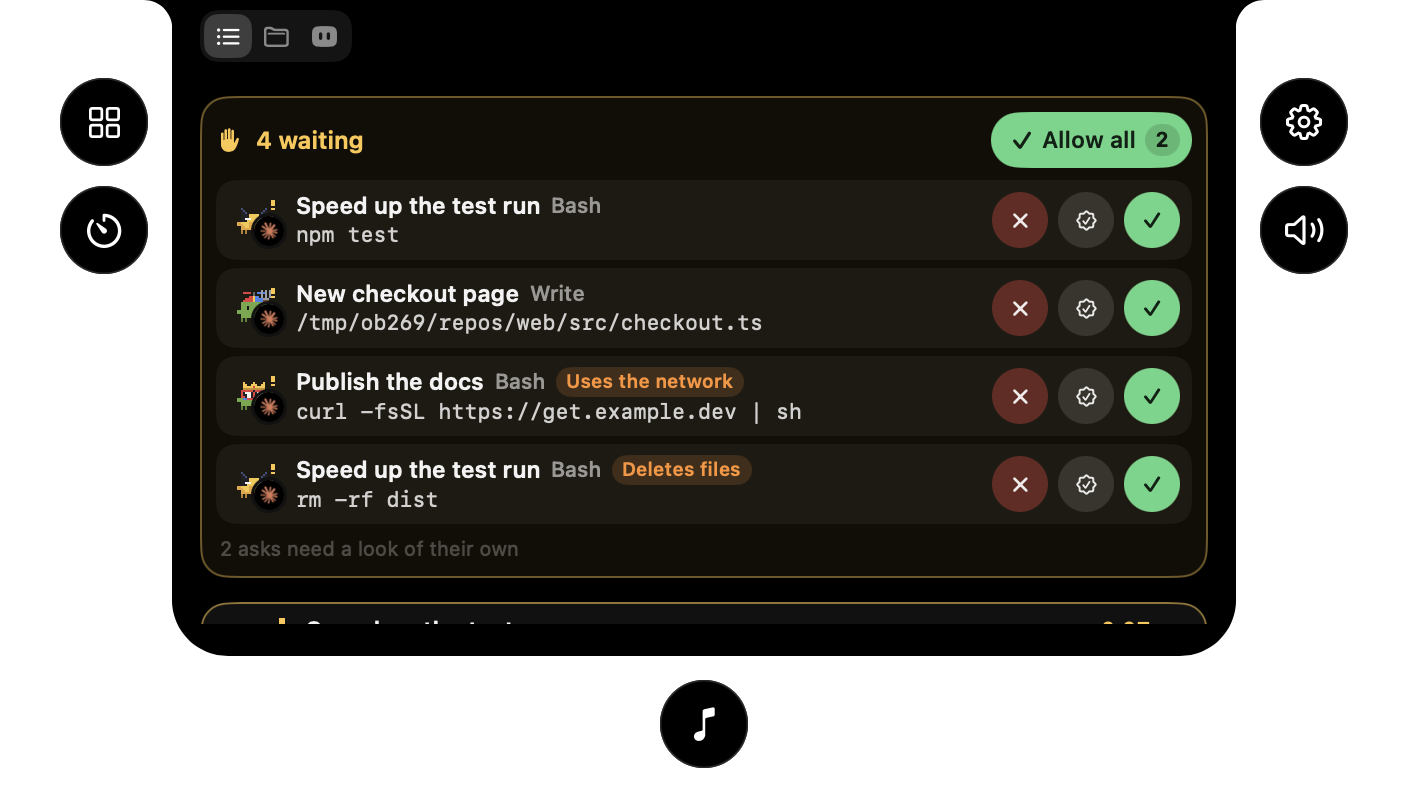 4 waiting
Allow all 2
Speed up the test run Bash
npm test
New checkout page Write
/tmp/ob269/repos/web/src/checkout.ts
Publish the docs Bash Uses the network
curl -fsSL https://get.example.dev | sh
Speed up the test run Bash Deletes files
rm -rf dist
2 asks need a look of their own